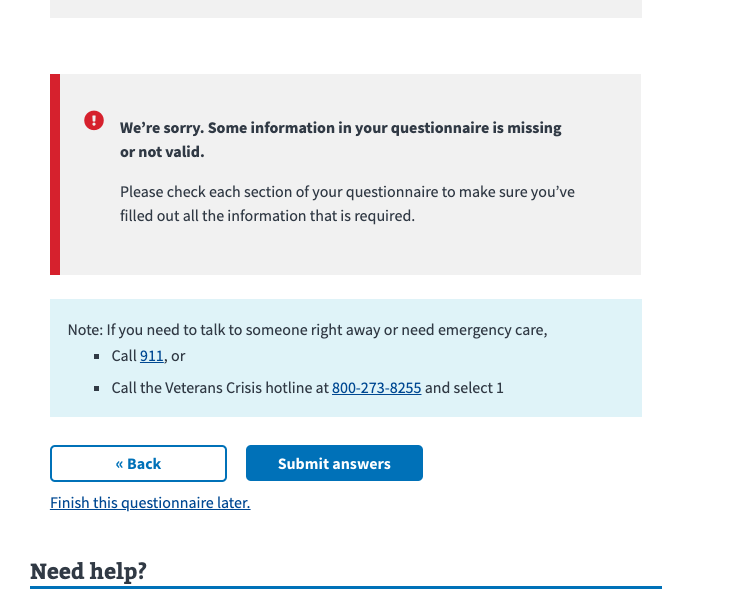 We’re sorry. Some information in your questionnaire is missing
or not valid.
Please check each section of your questionnaire to make sure you’ve
filled out all the information that is required.
Note: If you need to talk to someone right away or need emergency care,
Call 911, or
Call the Veterans Crisis hotline at 800-273-8255 and select 1
« Back
Submit answers
Finish this questionnaire later.
Need help?